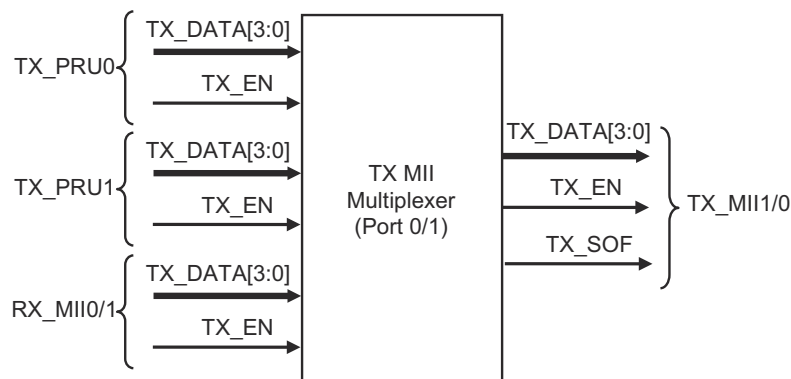 TX_PRU0
TX_DATA[3:0]
TX_EN
TX_PRU1
TX_DATA[3:0]
TX_EN
RX_MII0/1
TX_DATA[3:0]
TX_EN
TX MII
Multiplexer
(Port 0/1)
TX_DATA[3:0]
TX_EN
TX_SOF
TX_MII1/0